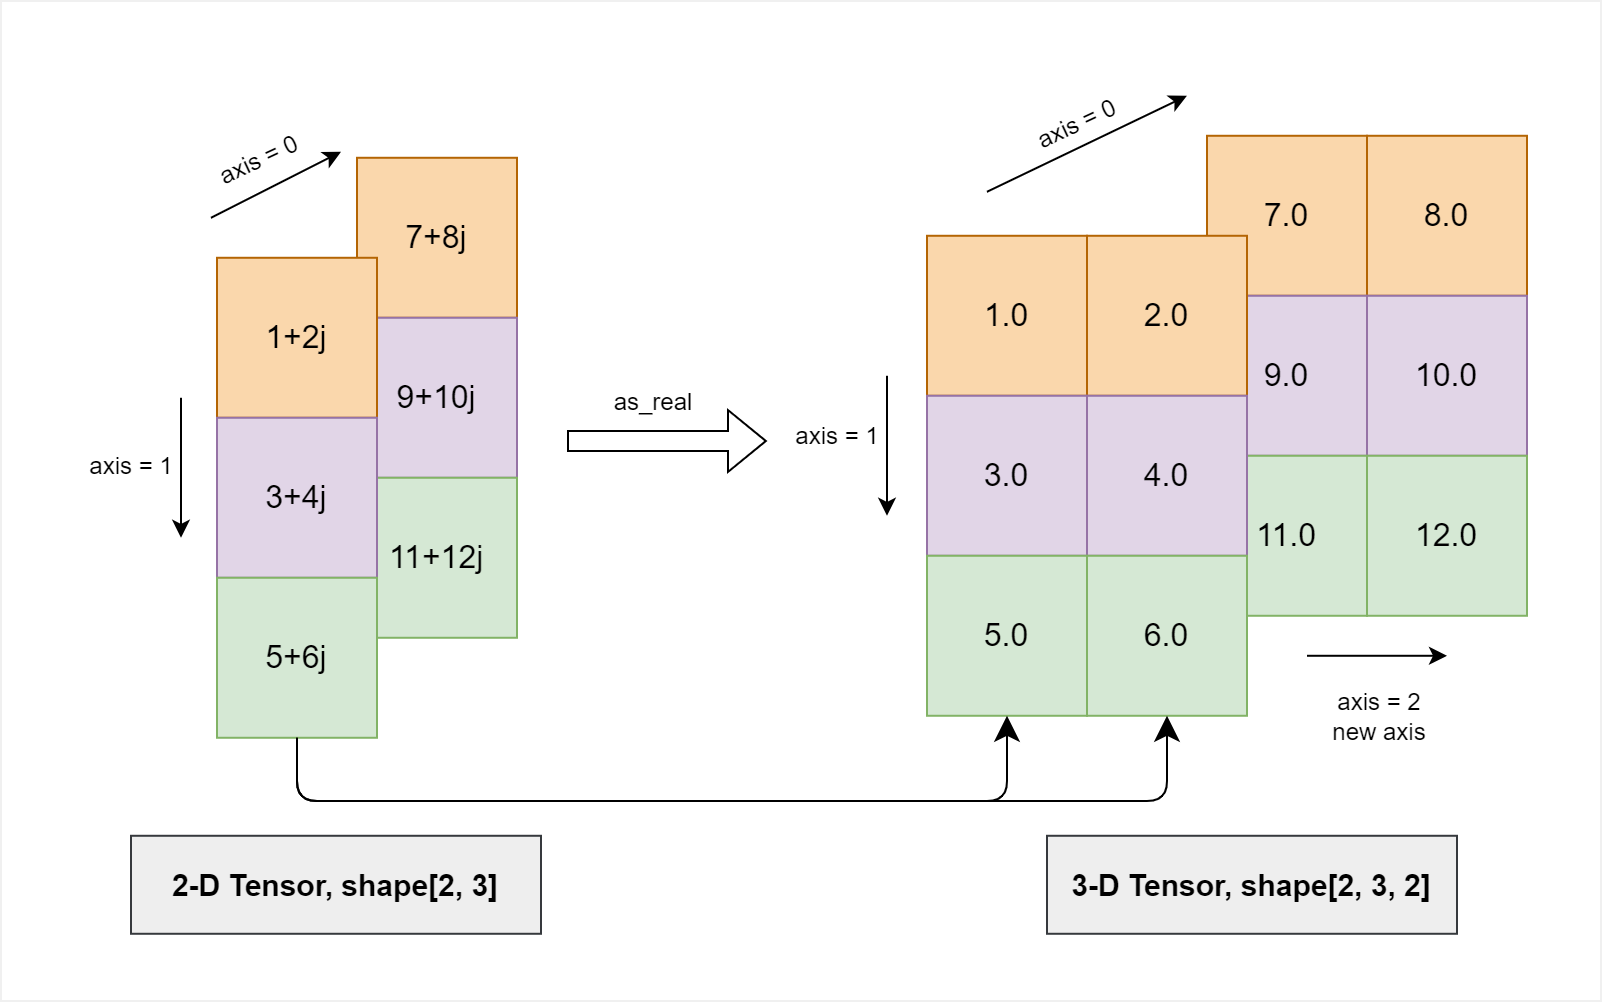 axis = 0
7+8j
1+2j
9+10j
axis = 1
3+4j
11+12j
5+6j
as_real
axis = 0
7.0 8.0
1.0 2.0
9.0 10.0
axis = 1
3.0 4.0
11.0 12.0
5.0 6.0
axis = 2
new axis
2-D Tensor, shape[2, 3]
3-D Tensor, shape[2, 3, 2]